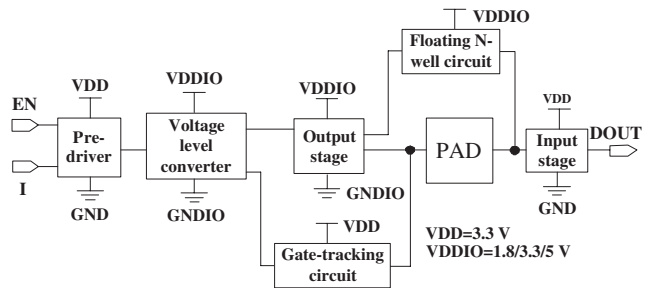 VDDIO
Floating N-
well circuit
VDD
VDDIO
VDDIO
VDD
EN
I
Pre-
driver
Voltage
level
converter
Output
stage
PAD
Input
stage
DOUT
GND
GNDIO
GNDIO
GND
VDD
Gate-tracking
circuit
VDD=3.3 V
VDDIO=1.8/3.3/5 V